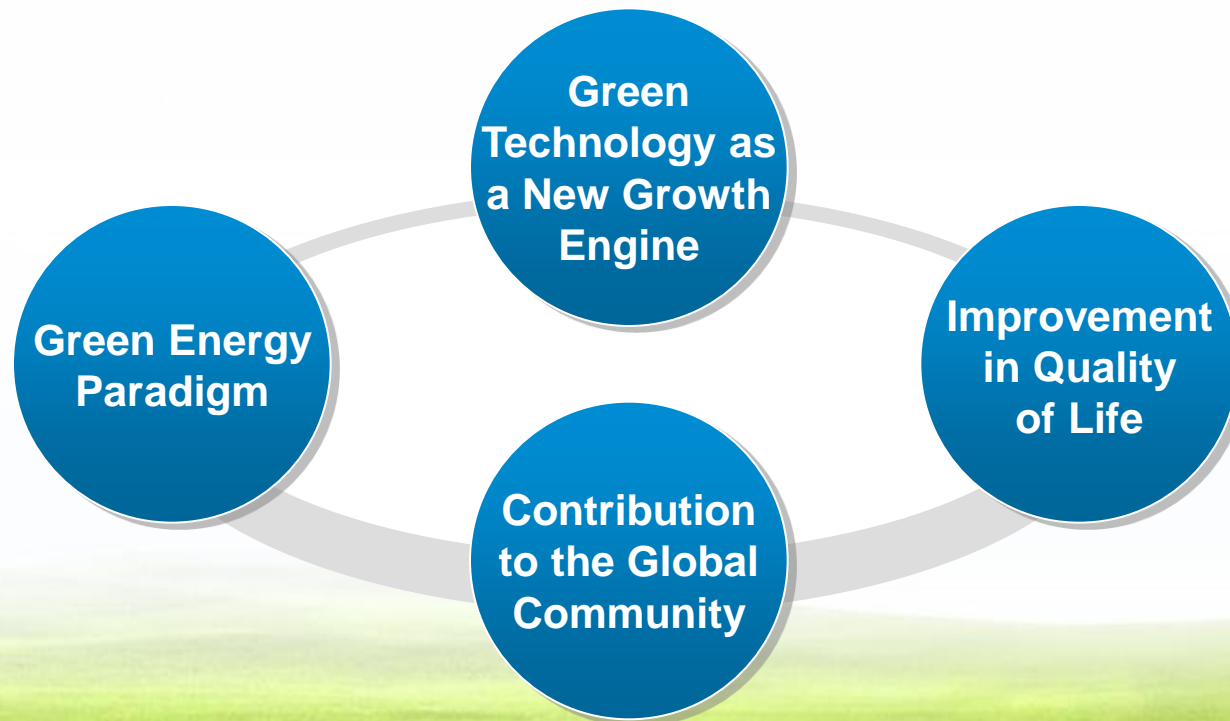 Green
Technology as
a New Growth
Engine
Green Energy
Paradigm
Improvement
in Quality
of Life
Contribution
to the Global
Community